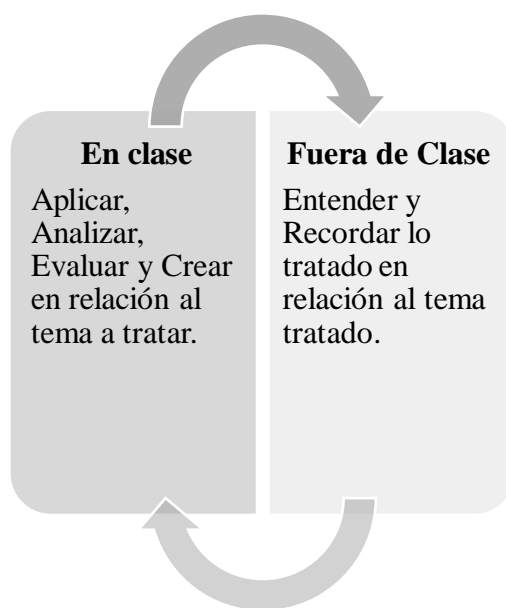 En clase
Aplicar,
Analizar,
Evaluar y Crear
en relación al
tema a tratar.
Fuera de Clase
Entender y
Recordar lo
tratado en
relación al tema
tratado.